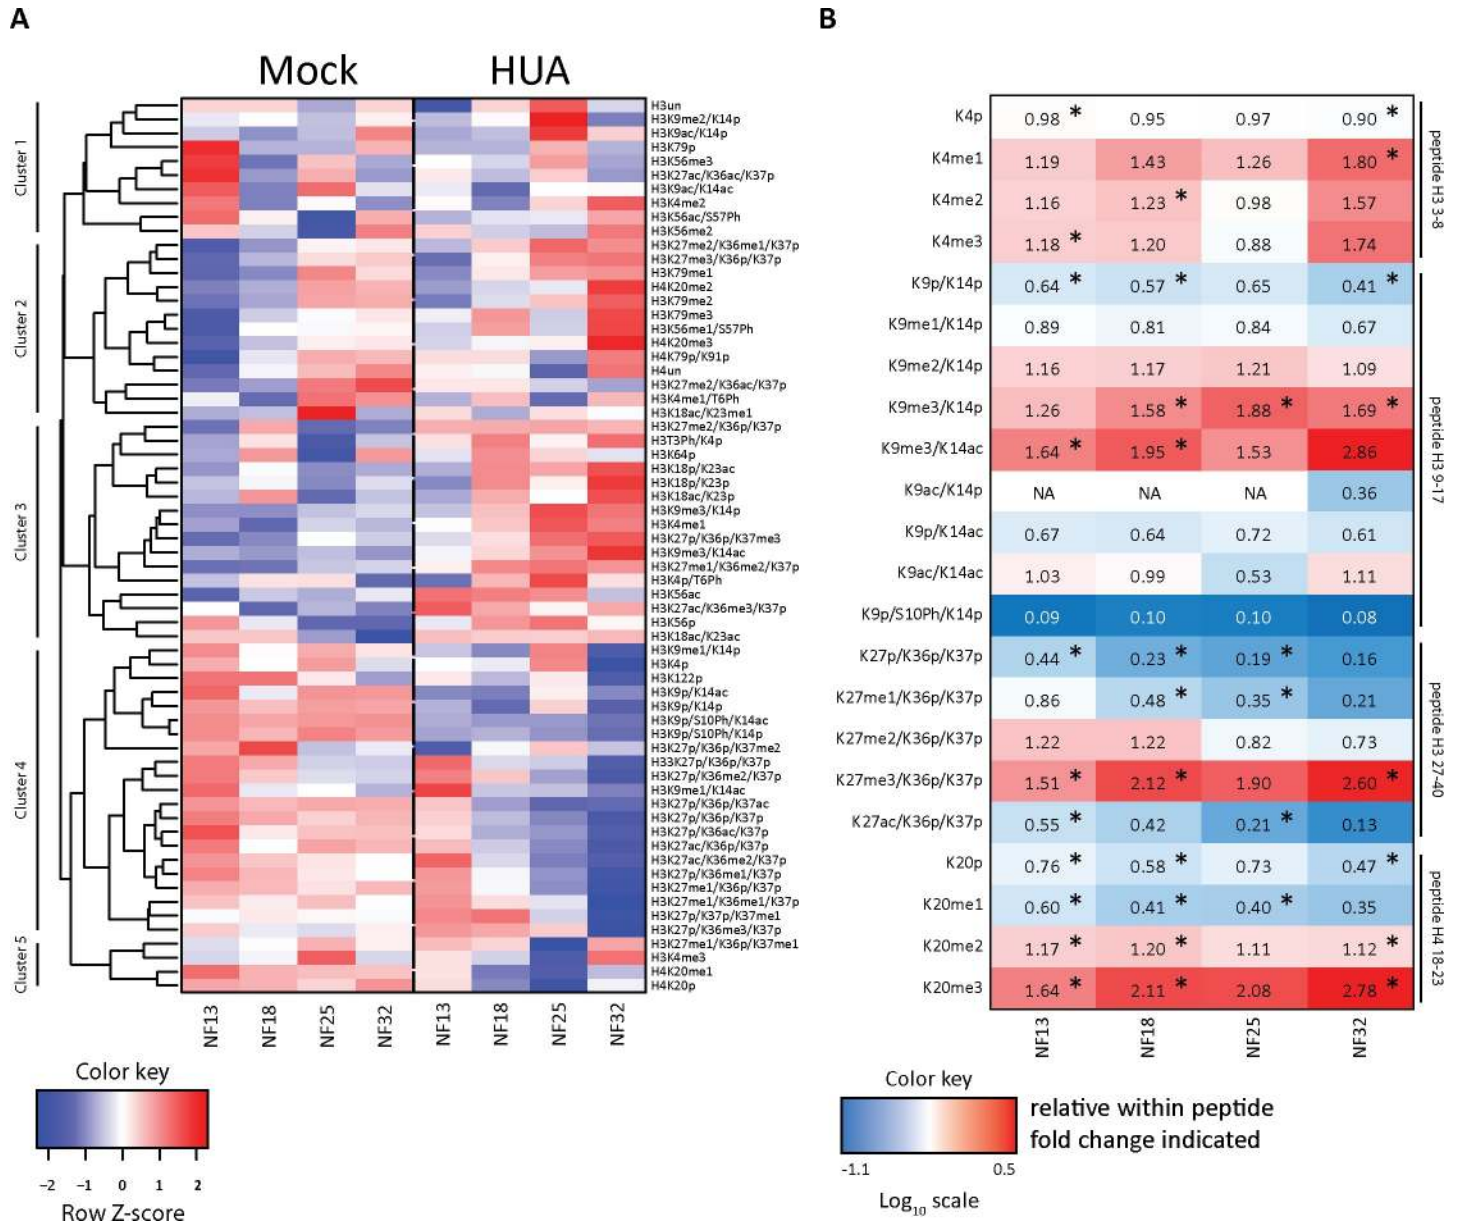 A
Mock HUA
Cluster 1
Cluster 2
Cluster 3
Cluster 4
Cluster 5
H3un
H3K9me2/K14p
H3K9ac/K14p
H3K79p
H3K56me3
H3K27ac/K36ac/K37p
H3K9ac/K14ac
H3K4me2
H3K56ac/S57Ph
H3K56me2
H3K27me2/K36me1/K37p
H3K27me3/K36p/K37p
H3K79me1
H4K20me2
H3K79me2
H3K79me3
H3K56me1/S57Ph
H4K20me3
H4K79p/K91p
H4un
H3K27me2/K36ac/K37p
H3K4me1/T6Ph
H3K18ac/K23me1
H3K27me2/K36p/K37p
H3T3Ph/K4p
H3K64p
H3K18p/K23ac
H3K18p/K23p
H3K18ac/K23p
H3K9me3/K14p
H3K4me1
H3K27p/K36p/K37me3
H3K9me3/K14ac
H3K27me1/K36me2/K37p
H3K4p/T6Ph
H3K56ac
H3K27ac/K36me3/K37p
H3K56p
H3K18ac/K23ac
H3K9me1/K14p
H3K4p
H3K122p
H3K9p/K14ac
H3K9p/K14p
H3K9p/S10Ph/K14ac
H3K9p/S10Ph/K14p
H3K27p/K36p/K37me2
H33K27p/K36p/K37p
H3K27p/K36me2/K37p
H3K9me1/K14ac
H3K27p/K36p/K37ac
H3K27p/K36p/K37p
H3K27p/K36ac/K37p
H3K27ac/K36p/K37p
H3K27ac/K36me2/K37p
H3K27p/K36me1/K37p
H3K27me1/K36p/K37p
H3K27me1/K36me1/K37p
H3K27p/K37p/K37me1
H3K27p/K36me3/K37p
H3K27me1/K36p/K37me1
H3K4me3
H4K20me1
H4K20p
NF13 NF18 NF25 NF32 NF13 NF18 NF25 NF32
Color key
−2 −1 0 1 2
Row Z-score
B
K4p 0.98 * 0.95 0.97 0.90 *
K4me1 1.19 1.43 1.26 1.80 *
K4me2 1.16 1.23 * 0.98 1.57
K4me3 1.18 * 1.20 0.88 1.74
K9p/K14p 0.64 * 0.57 * 0.65 0.41 *
K9me1/K14p 0.89 0.81 0.84 0.67
K9me2/K14p 1.16 1.17 1.21 1.09
K9me3/K14p 1.26 1.58 * 1.88 * 1.69 *
K9me3/K14ac 1.64 * 1.95 * 1.53 2.86
K9ac/K14p NA NA NA 0.36
K9p/K14ac 0.67 0.64 0.72 0.61
K9ac/K14ac 1.03 0.99 0.53 1.11
K9p/S10Ph/K14p 0.09 0.10 0.10 0.08
K27p/K36p/K37p 0.44 * 0.23 * 0.19 * 0.16
K27me1/K36p/K37p 0.86 0.48 * 0.35 * 0.21
K27me2/K36p/K37p 1.22 1.22 0.82 0.73
K27me3/K36p/K37p 1.51 * 2.12 * 1.90 2.60 *
K27ac/K36p/K37p 0.55 * 0.42 0.21 * 0.13
K20p 0.76 * 0.58 * 0.73 0.47 *
K20me1 0.60 * 0.41 * 0.40 * 0.35
K20me2 1.17 * 1.20 * 1.11 1.12 *
K20me3 1.64 * 2.11 * 2.08 2.78 *
peptide H3 3-8
peptide H3 9-17
peptide H3 27-40
peptide H4 18-23
NF13 NF18 NF25 NF32
Color key
-1.1 0.5
Log10 scale
relative within peptide
fold change indicated